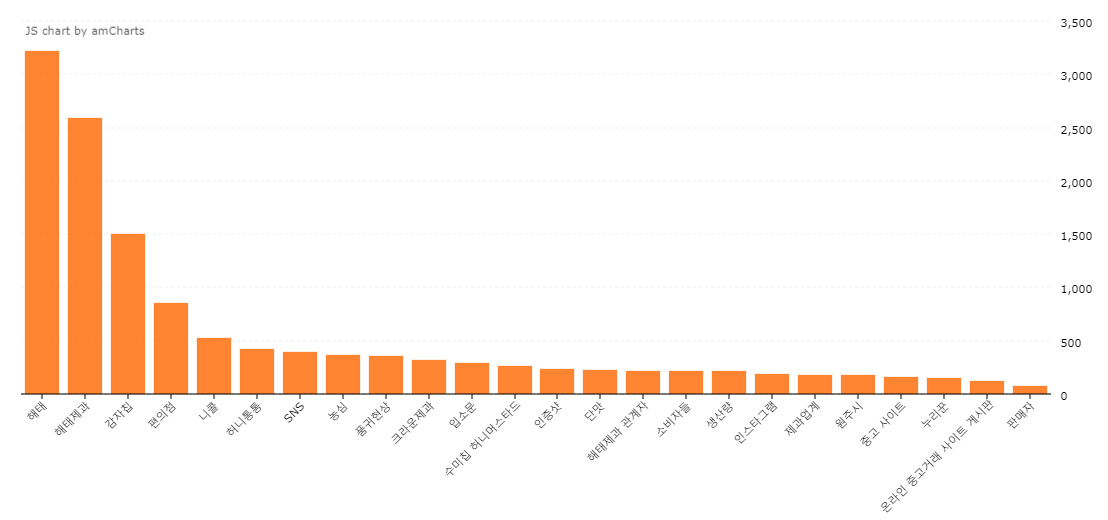 JS chart by amCharts
3,500
3,000
2,500
2,000
1,500
1,000
500
0
해태
해태제과
감자칩
편의점
니콜
허니통통
SNS
농심
품귀현상
크라운제과
입소문
수미칩 허니머스타드
인증샷
단맛
해태제과 관계자
소비자들
생산량
인스타그램
제과업계
원주시
중고 사이트
누리꾼
온라인 중고거래 사이트 게시판
판매자